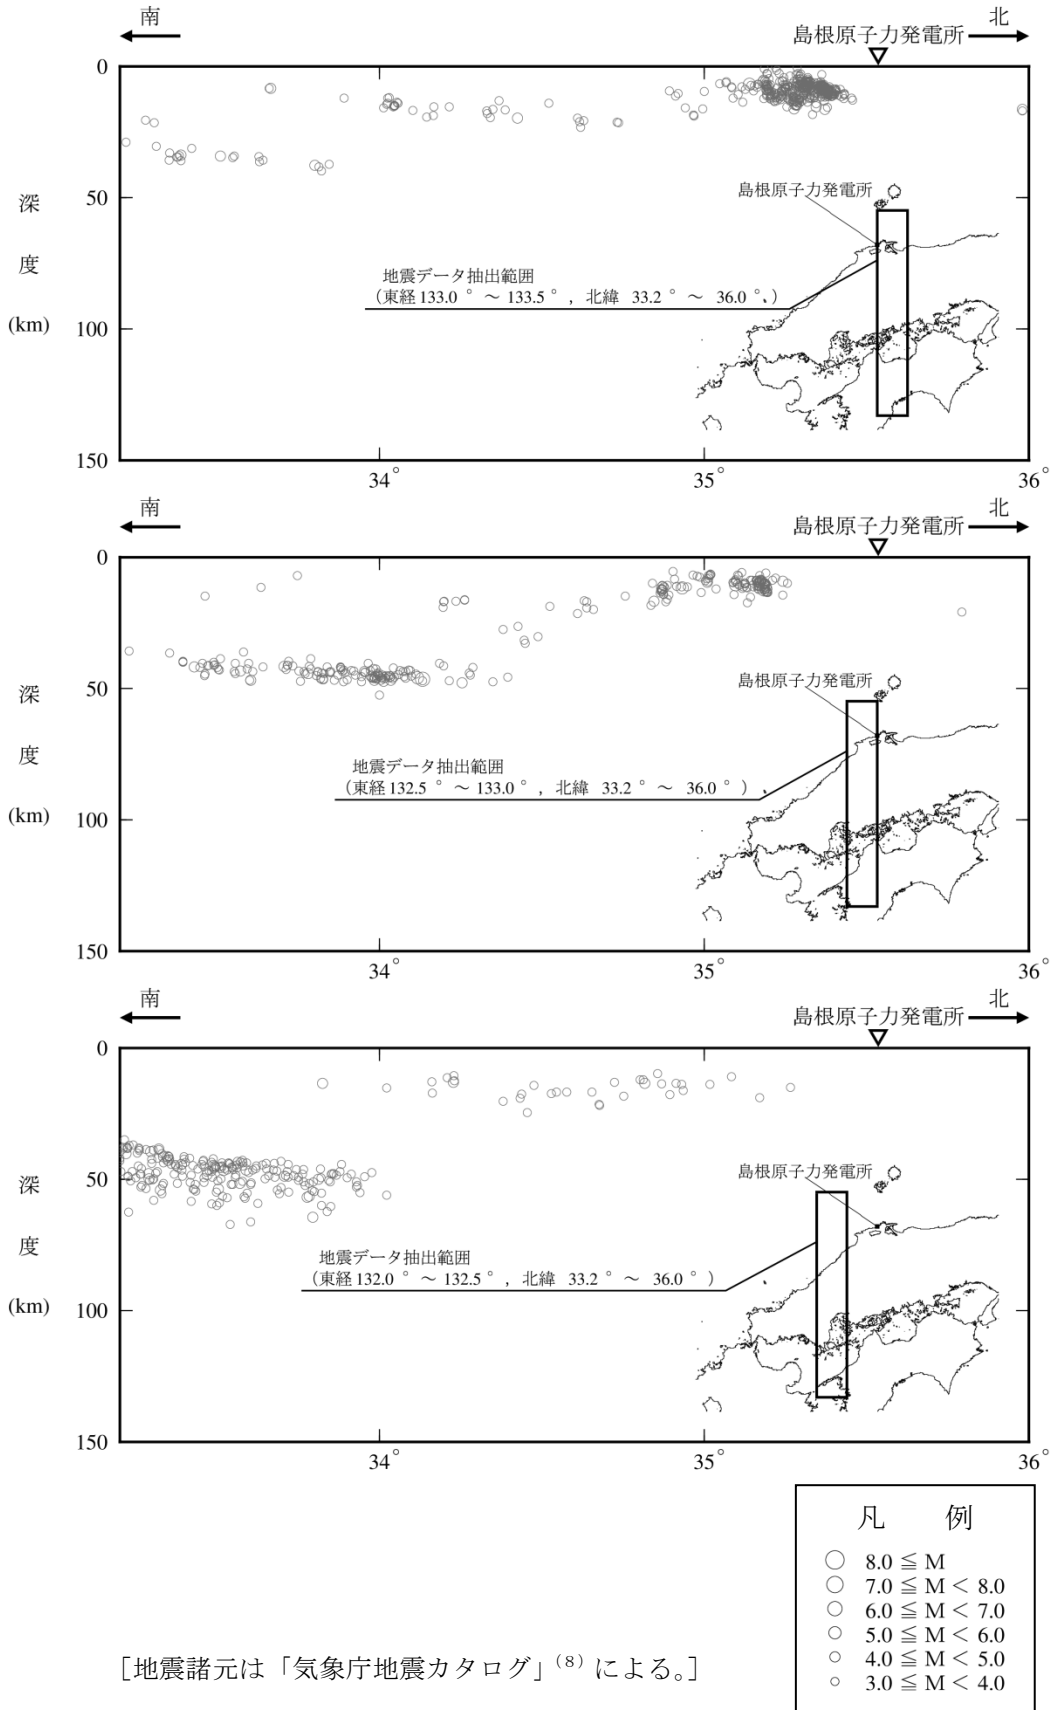 南 北
島根原子力発電所
0
50
深
島根原子力発電所
度
地震データ抽出範囲
（東経 133.0 ° ～ 133.5 ° ， 北緯 33.2 ° ～ 36.0 ° ）
(km)
100
150
34° 35° 36°
南 北
島根原子力発電所
0
50
深
島根原子力発電所
度
地震データ抽出範囲
（東経 132.5 ° ～ 133.0 ° ， 北緯 33.2 ° ～ 36.0 ° ）
(km)
100
150
34° 35° 36°
南 北
島根原子力発電所
0
50
深
島根原子力発電所
度
地震データ抽出範囲
（東経 132.0 ° ～ 132.5 ° ， 北緯 33.2 ° ～ 36.0 ° ）
(km)
100
150
34° 35° 36°
凡 例
8.0 ≦ M
7.0 ≦ M < 8.0
6.0 ≦ M < 7.0
5.0 ≦ M < 6.0
4.0 ≦ M < 5.0
3.0 ≦ M < 4.0
［地震諸元は「気象庁地震カタログ」(8) による。］